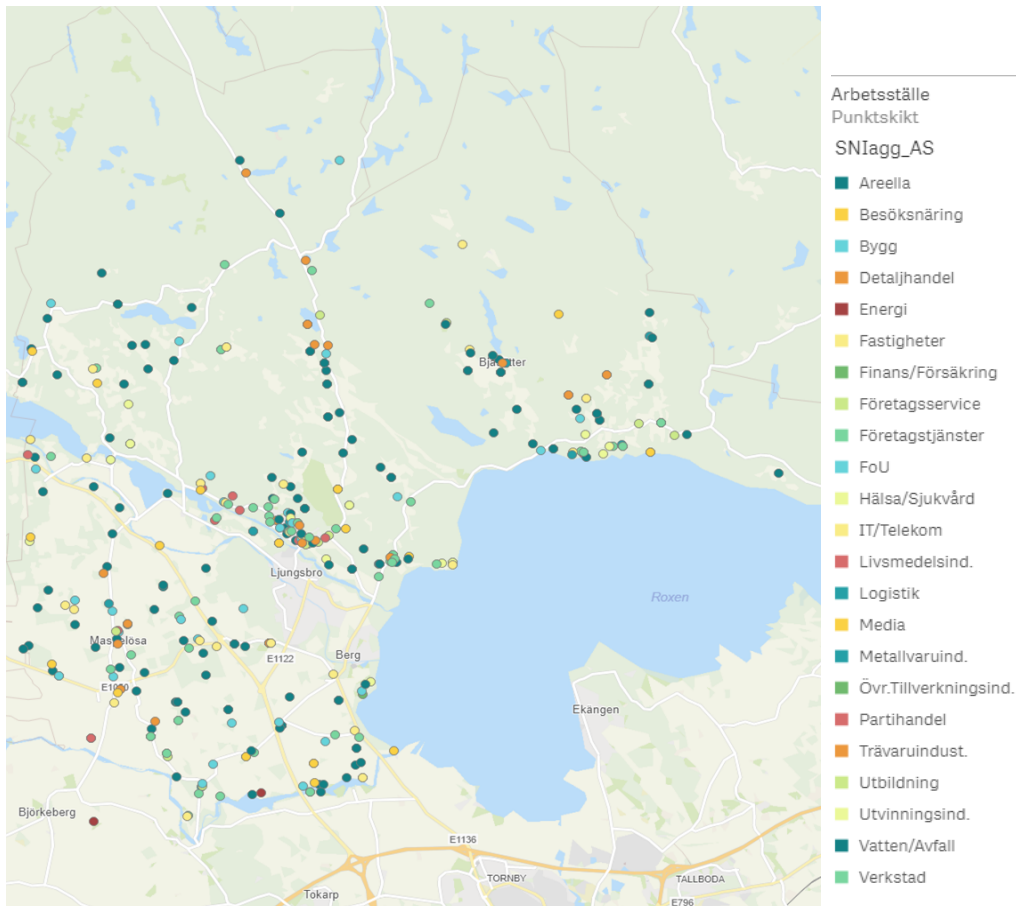 Arbetsställe
Punktskikt
SNIagg_AS
Areella
Besöksnäring
Bygg
Detaljhandel
Energi
Fastigheter
Finans/Försäkring
Företagsservice
Företagstjänster
FoU
Hälsa/Sjukvård
IT/Telekom
Livsmedelsind.
Logistik
Media
Metallvaruind.
Övr.Tillverkningsind.
Partihandel
Trävaruindust.
Utbildning
Utvinningsind.
Vatten/Avfall
Verkstad
Ljungsbro
Roxen
Berg
E1122
Ekängen
Björkeberg
E1136
TORNBY
TALLBODA
Tokarp
E796